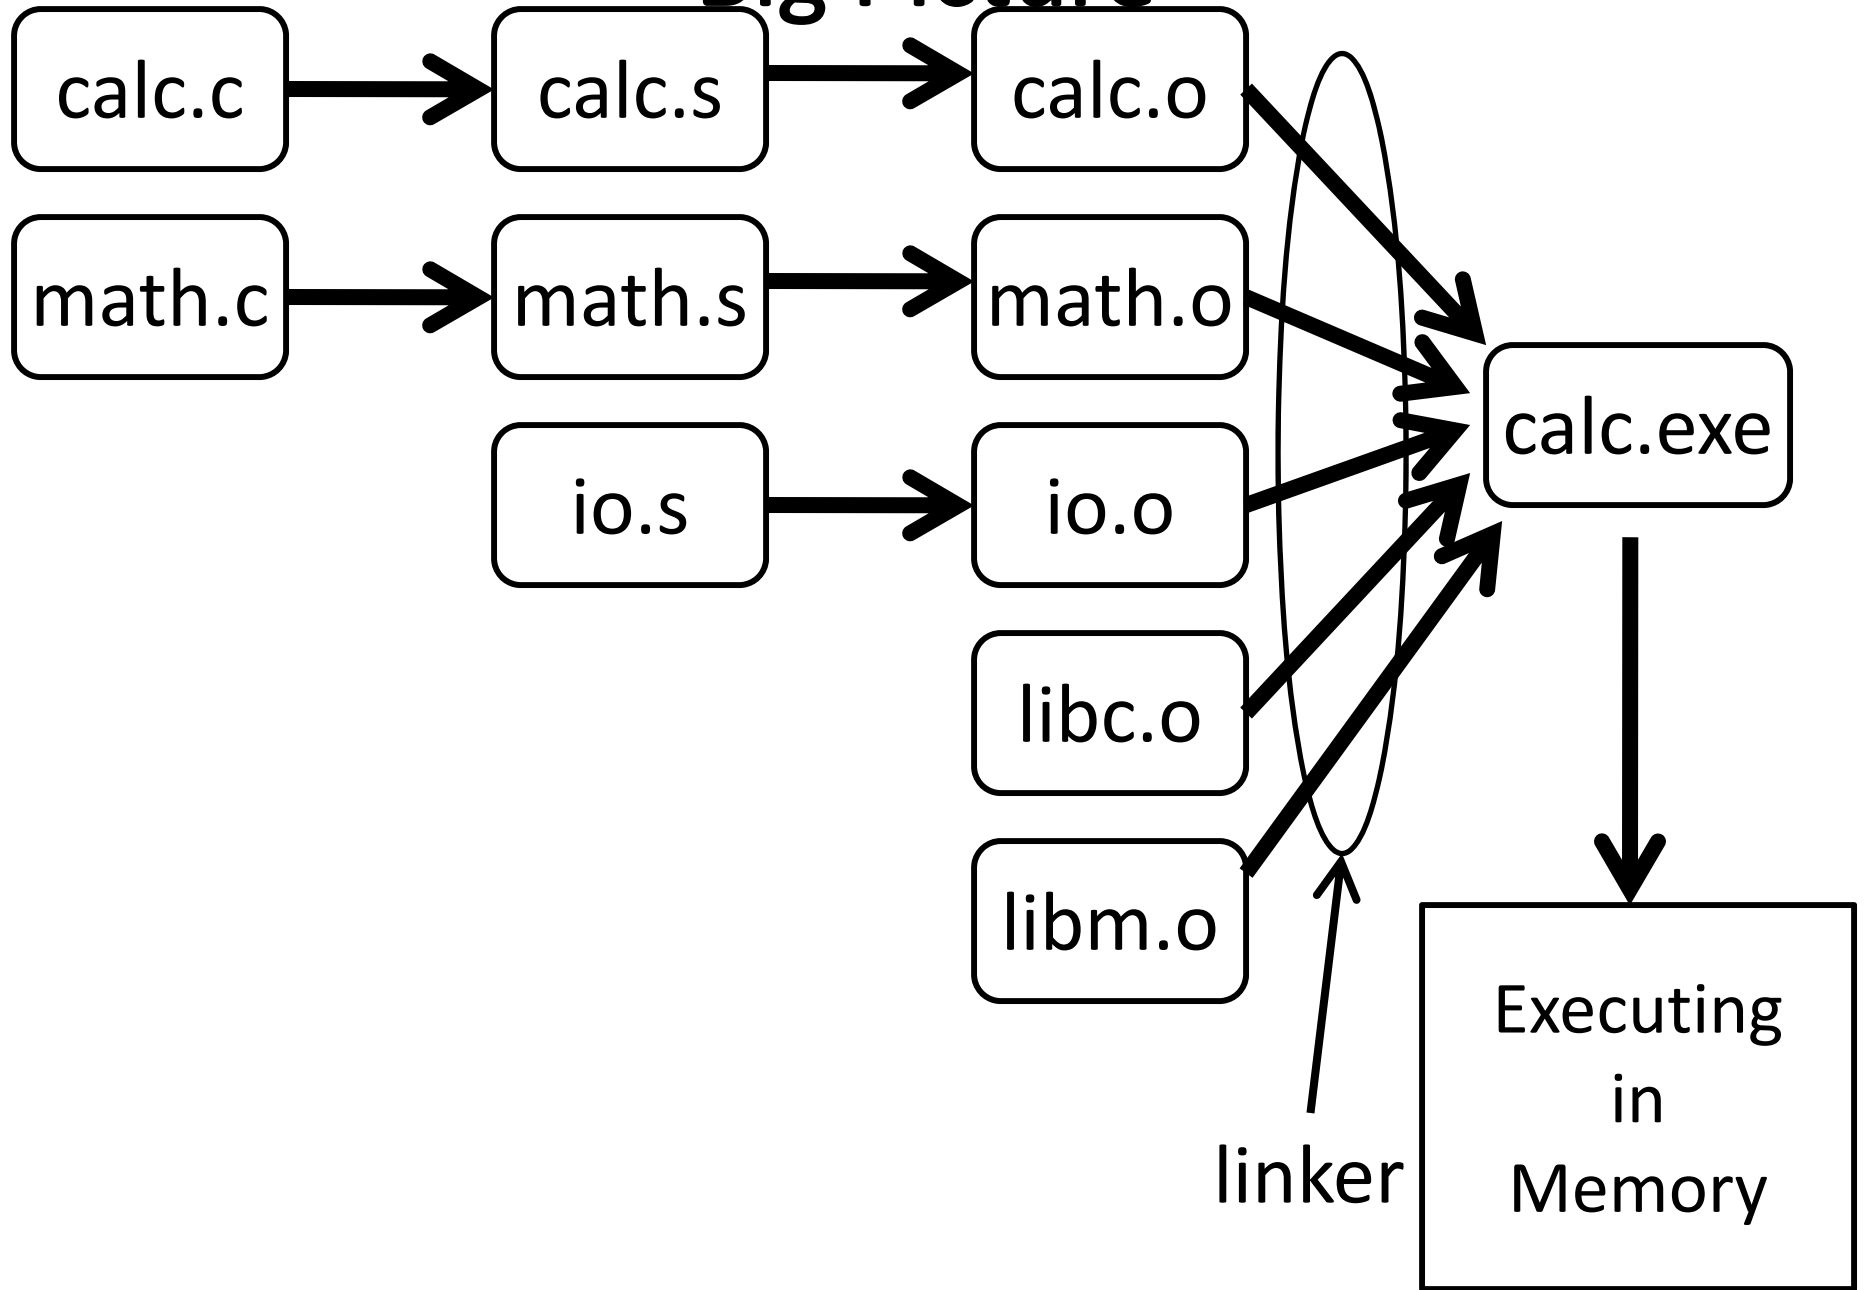 calc.c
calc.s
calc.o
math.c
math.s
math.o
calc.exe
io.s
io.o
libc.o
libm.o
Executing
in
Memory
linker